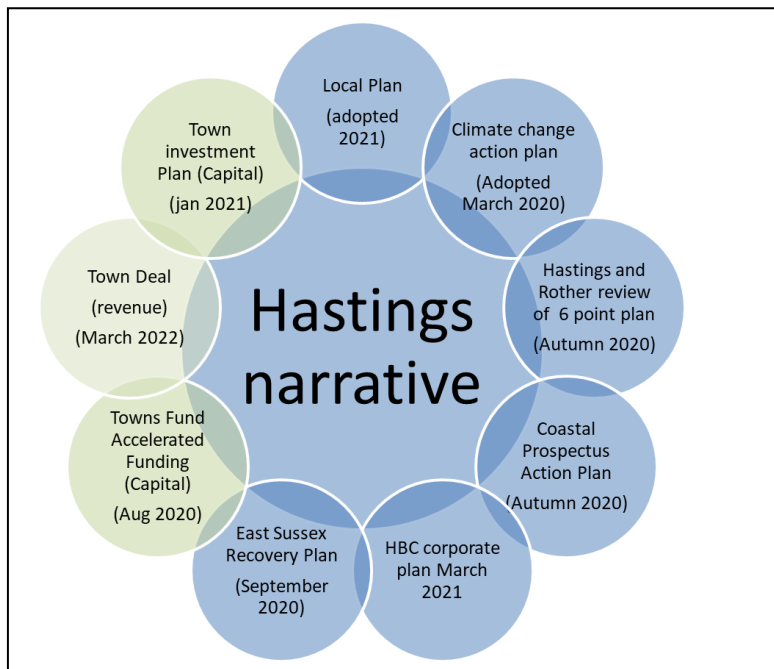 Local Plan
(adopted
2021)
Climate change
action plan
(Adopted
March 2020)
Hastings and
Rother review
of 6 point plan
(Autumn 2020)
Coastal
Prospectus
Action Plan
(Autumn 2020)
HBC corporate
plan March
2021
East Sussex
Recovery Plan
(September
2020)
Towns Fund
Accelerated
Funding
(Capital)
(Aug 2020)
Town Deal
(revenue)
(March 2022)
Town
investment
Plan (Capital)
(jan 2021)
Hastings
narrative